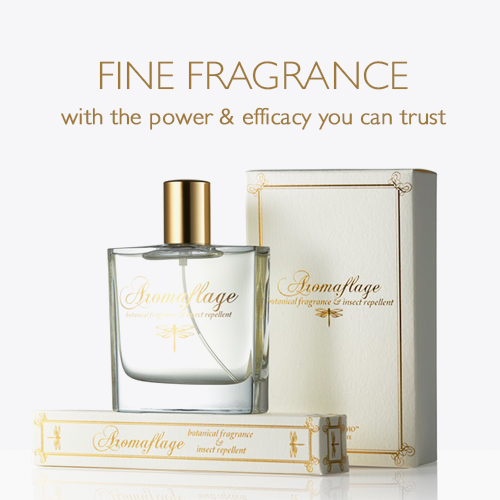 FINE FRAGRANCE
with the power & efficacy you can trust
Aromaflage
botanical fragrance & insect repellent
Aromaflage
botanical fragrance & insect repellent
Aromaflage
botanical fragrance
&
insect repellent